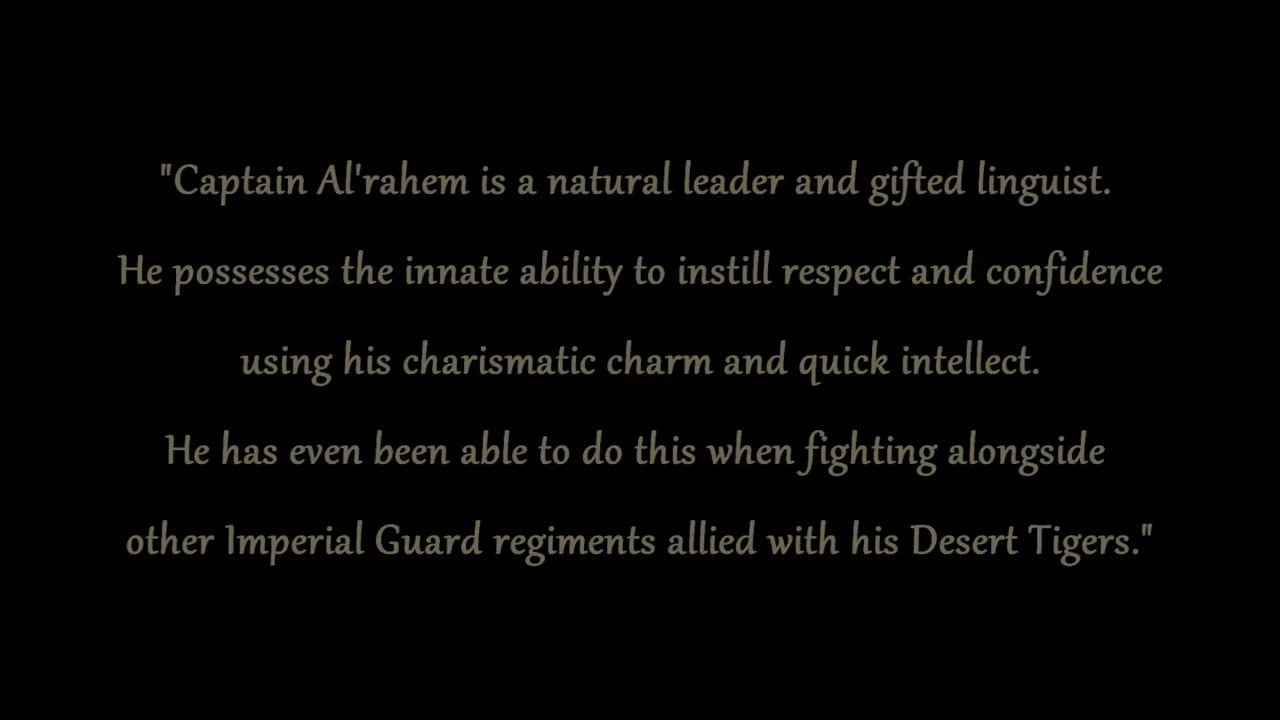 "Captain Al'rahem is a natural leader and gifted linguist.
He possesses the innate ability to instill respect and confidence
using his charismatic charm and quick intellect.
He has even been able to do this when fighting alongside
other Imperial Guard regiments allied with his Desert Tigers."